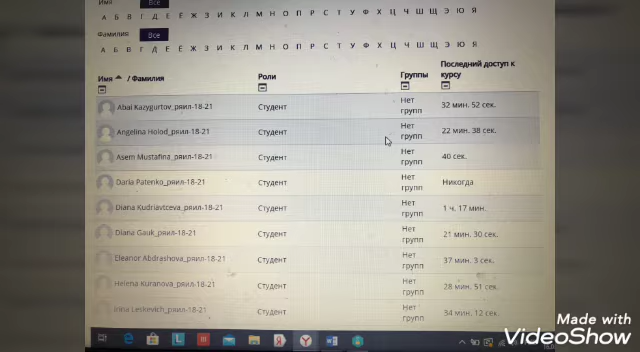 Имя Все
А Б В Г Д Е Ё Ж З И К Л М Н О П Р С Т У Ф Х Ц Ч Ш Щ Э Ю Я
Фамилия Все
А Б В Г Д Е Ё Ж З И К Л М Н О П Р С Т У Ф Х Ц Ч Ш Щ Э Ю Я
Имя / Фамилия Роли Группы Последний доступ к курсу
Abai Kazygurtov_ряил-18-21 Студент Нет групп 32 мин. 52 сек.
Angelina Holod_ряил-18-21 Студент Нет групп 22 мин. 38 сек.
Asem Mustafina_ряил-18-21 Студент Нет групп 40 сек.
Daria Patenko_ряил-18-21 Студент Нет групп Никогда
Diana Kudriavtceva_ряил-18-21 Студент Нет групп 1 ч. 17 мин.
Diana Gauk_ряил-18-21 Студент Нет групп 21 мин. 30 сек.
Eleanor Abdrashova_ряил-18-21 Студент Нет групп 37 мин. 3 сек.
Helena Kuranova_ряил-18-21 Студент Нет групп 28 мин. 51 сек.
Irina Leskevich_ряил-18-21 Студент Нет групп 34 мин. 12 сек.
Made with
VideoShow